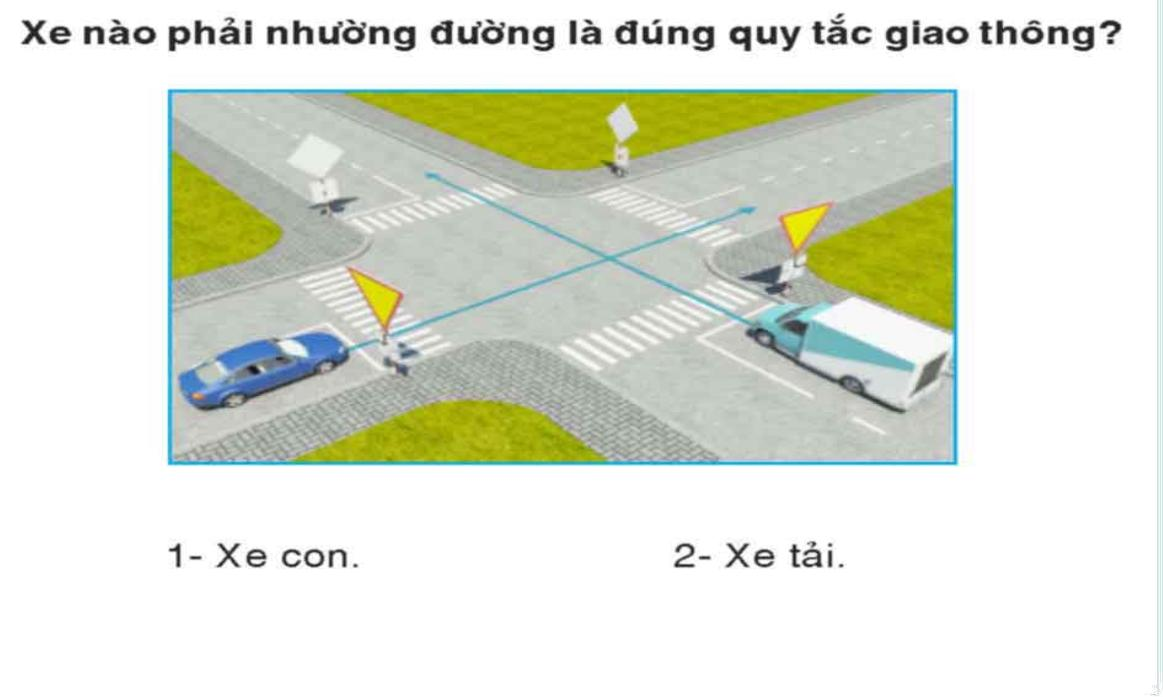 Xe nào phải nhường đường là đúng quy tắc giao thông?
1- Xe con.
2- Xe tải.